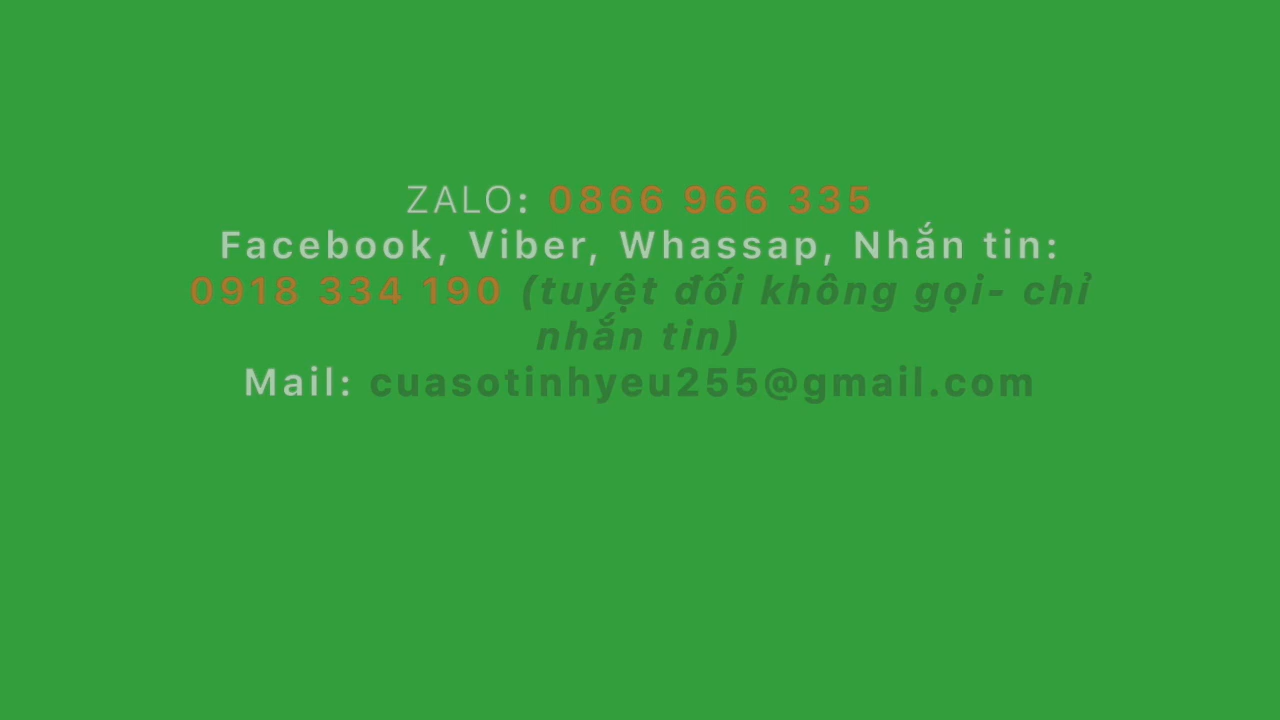 ZALO: 0866 966 335
Facebook, Viber, Whassap, Nhắn tin:
0918 334 190 (tuyệt đối không gọi- chỉ
nhắn tin)
Mail: cuasotinhyeu255@gmail.com